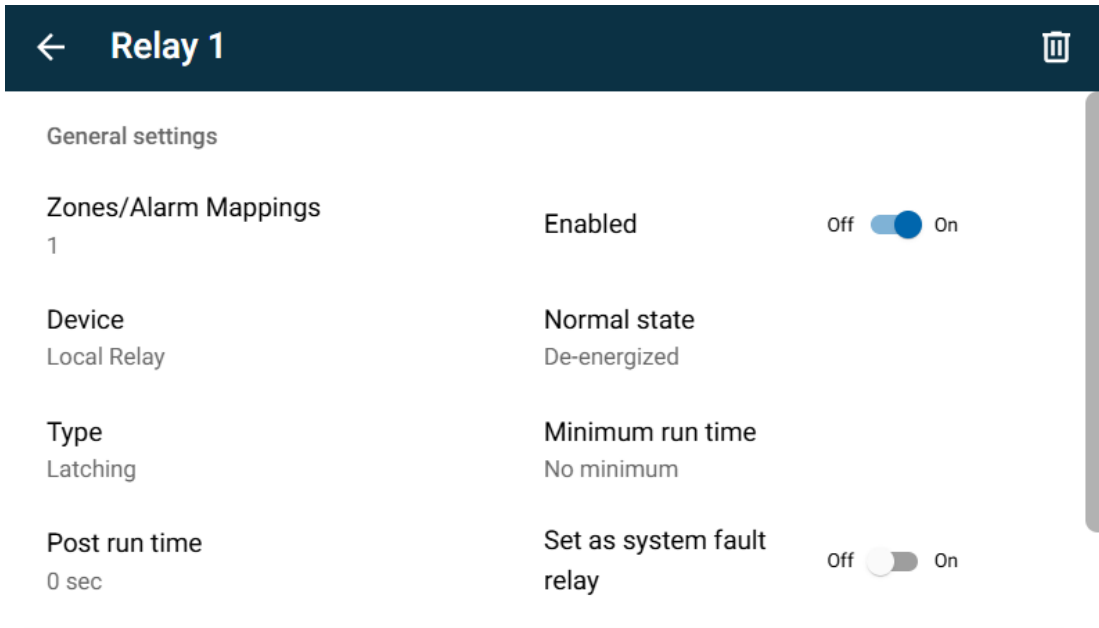 Relay 1
General settings
Zones/Alarm Mappings
1
Enabled
Off On
Device
Local Relay
Normal state
De-energized
Type
Latching
Minimum run time
No minimum
Post run time
0 sec
Set as system fault
relay
Off On